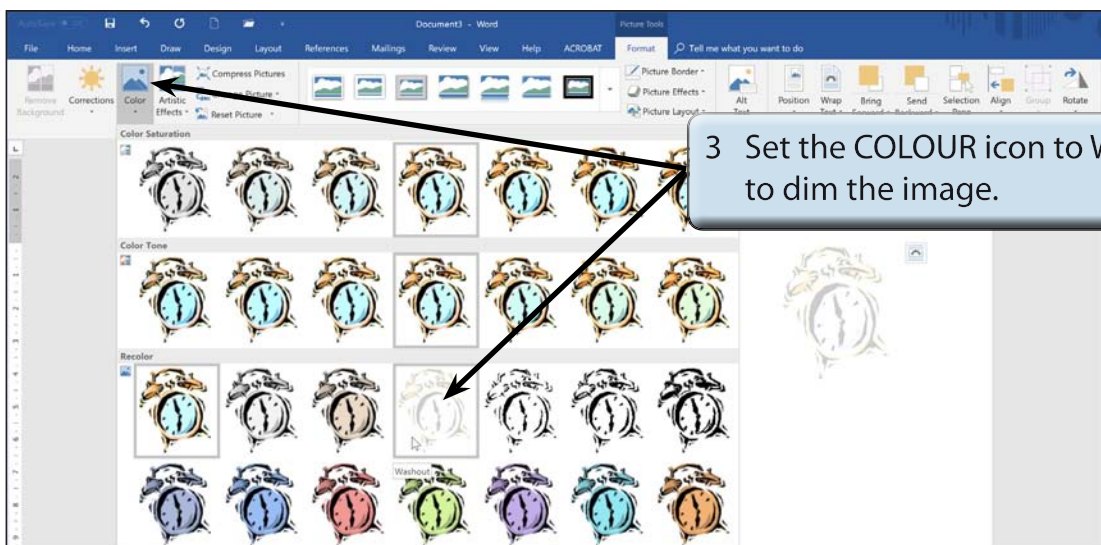 AutoSave
Document3 - Word
Picture Tools
File Home Insert Draw Design Layout References Mailings Review View Help ACROBAT Format Tell me what you want to do
Remove Background
Corrections
Color
Artistic Effects
Compress Pictures
Picture
Reset Picture
Picture Border
Picture Effects
Picture Layout
Alt Text
Position
Wrap Text
Bring Forward
Send Backward
Selection Pane
Align
Group
Rotate
3 Set the COLOUR icon to W
to dim the image.
Color Saturation
Color Tone
Recolor
Washout